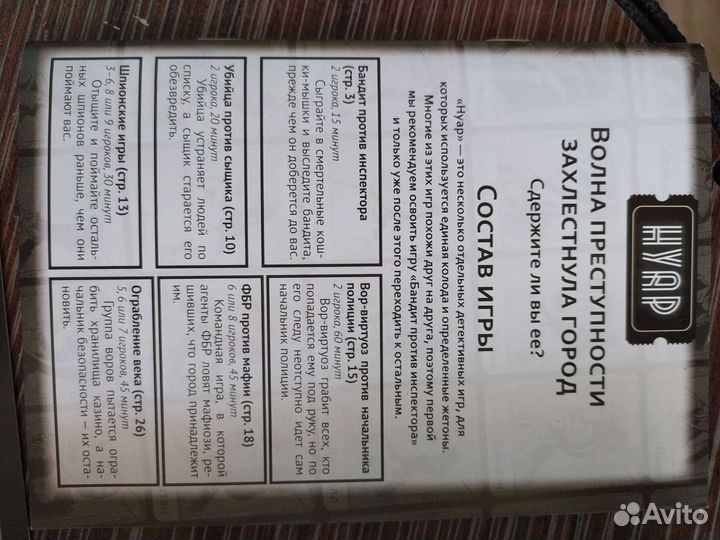 НУАР
ВОЛНА ПРЕСТУПНОСТИ
ЗАХЛЕСТНУЛА ГОРОД
Сдержите ли вы ее?
СОСТАВ ИГРЫ
«Нуар» — это несколько отдельных детективных игр, для
которых используется единая колода и определенные жетоны.
Многие из этих игр похожи друг на друга, поэтому первой
мы рекомендуем освоить игру «Бандит против инспектора»
и только уже после этого переходить к остальным.
Бандит против инспектора
(стр. 3)
2 игрока, 15 минут
Сыграйте в смертельные кош-
ки-мышки и выследите бандита,
прежде чем он доберется до вас.
Вор-виртуоз против начальника
полиции (стр. 15)
2 игрока, 60 минут
Вор-виртуоз грабит всех, кто
попадается ему под руку, но по
его следу неотступно идет сам
начальник полиции.
Убийца против сыщика (стр. 10)
2 игрока, 20 минут
Убийца устраняет людей по
списку, а сыщик старается его
обезвредить.
ФБР против мафии (стр. 18)
6 или 8 игроков, 45 минут
Командная игра, в которой
агенты ФБР ловят мафиози, ре-
шивших, что город принадлежит
им.
Шпионские игры (стр. 13)
3–6, 8 или 9 игроков, 30 минут
Отыщите и поймайте осталь-
ных шпионов раньше, чем они
поймают вас.
Ограбление века (стр. 26)
5, 6 или 7 игроков, 45 минут
Группа воров пытается огра-
бить хранилища казино, а на-
чальник безопасности — их оста-
новить.
Avito